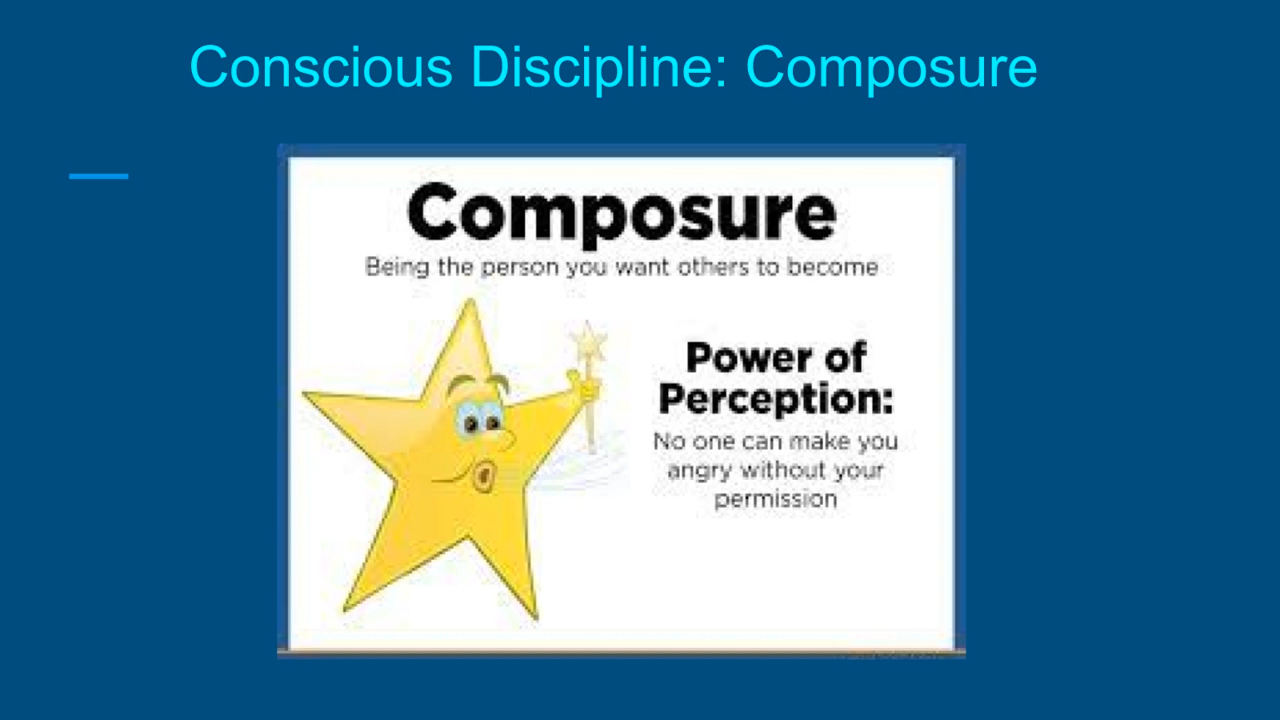 Conscious Discipline: Composure
Composure
Being the person you want others to become
Power of
Perception:
No one can make you
angry without your
permission